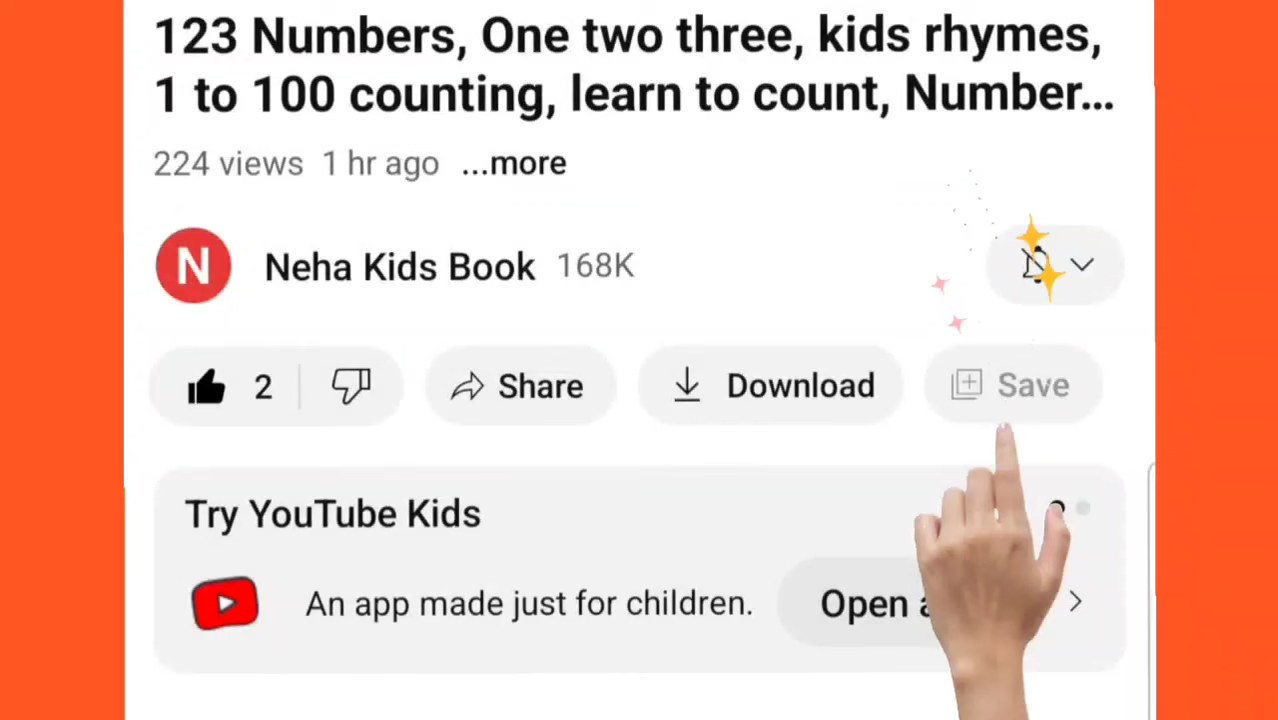 123 Numbers, One two three, kids rhymes,
1 to 100 counting, learn to count, Number...
224 views 1 hr ago ...more
N Neha Kids Book 168K
2 Share Download Save
Try YouTube Kids
An app made just for children. Open